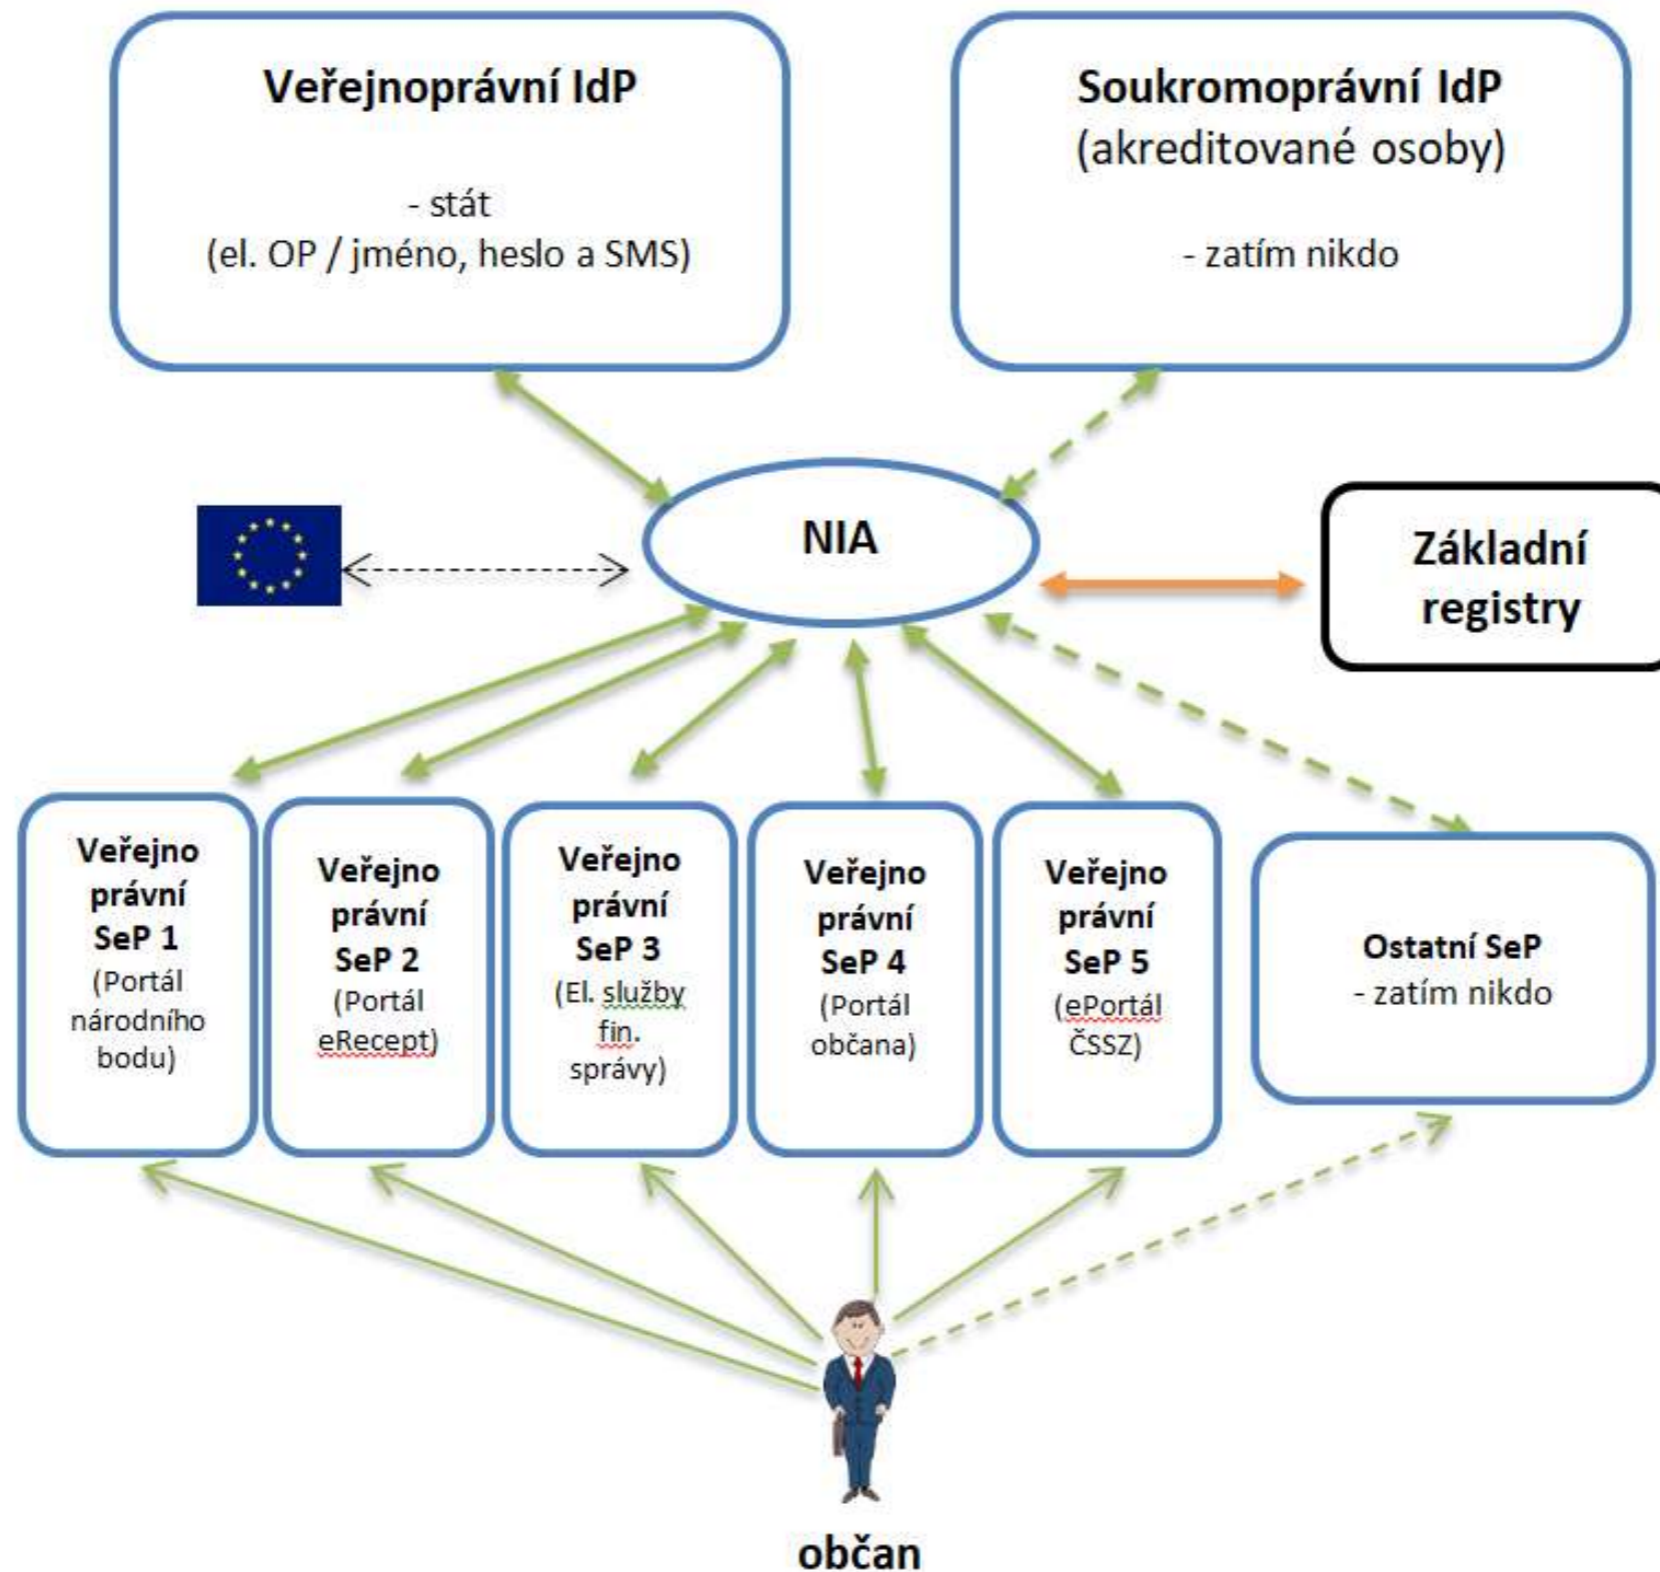 Veřejnoprávní IdP
- stát
(el. OP / jméno, heslo a SMS)
Soukromoprávní IdP
(akreditované osoby)
- zatím nikdo
NIA
Základní
registry
Veřejno
právní
SeP 1
(Portál
národního
bodu)
Veřejno
právní
SeP 2
(Portál
eRecept)
Veřejno
právní
SeP 3
(El. služby
fin.
správy)
Veřejno
právní
SeP 4
(Portál
občana)
Veřejno
právní
SeP 5
(ePortál
ČSSZ)
Ostatní SeP
- zatím nikdo
občan